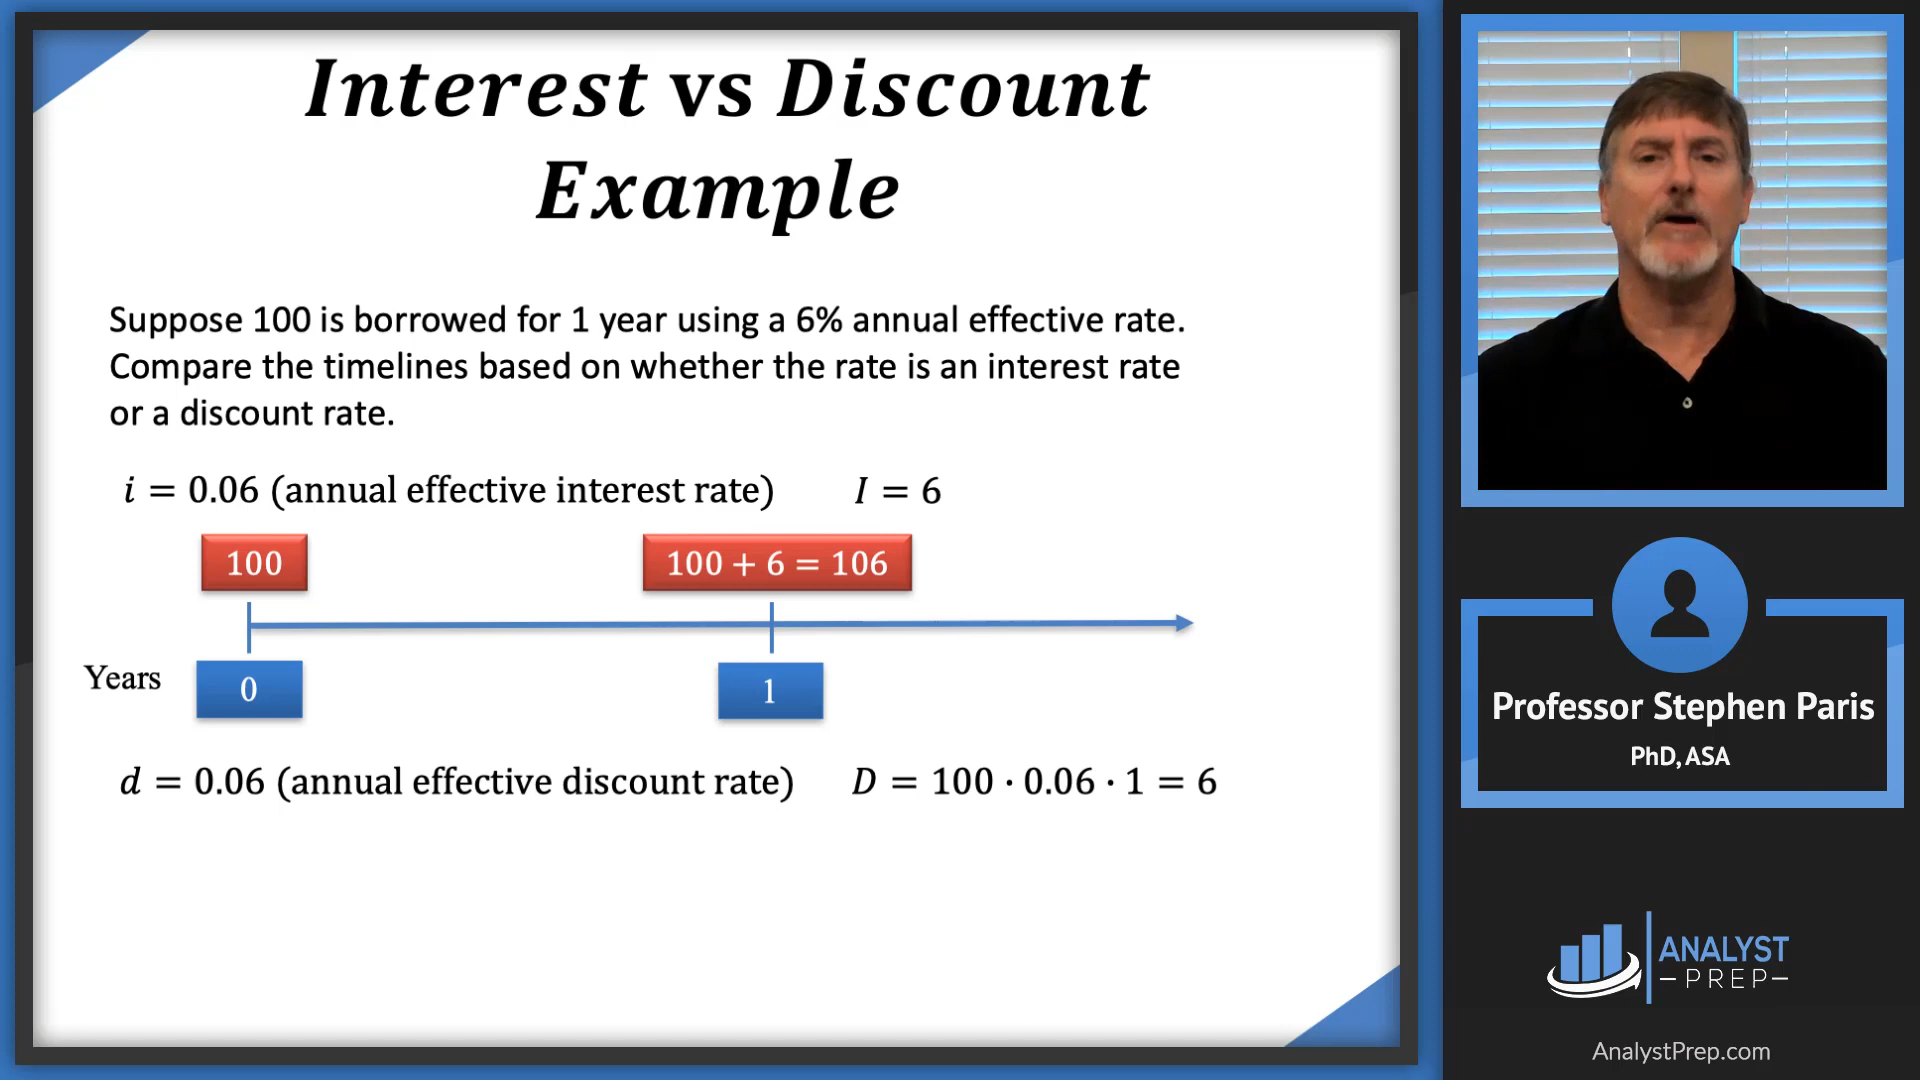 Interest vs Discount
Example
Suppose 100 is borrowed for 1 year using a 6% annual effective rate.
Compare the timelines based on whether the rate is an interest rate
or a discount rate.
i = 0.06 (annual effective interest rate) I = 6
100 100 + 6 = 106
Years 0 1
d = 0.06 (annual effective discount rate) D = 100 · 0.06 · 1 = 6
Professor Stephen Paris
PhD, ASA
ANALYST
PREP
AnalystPrep.com